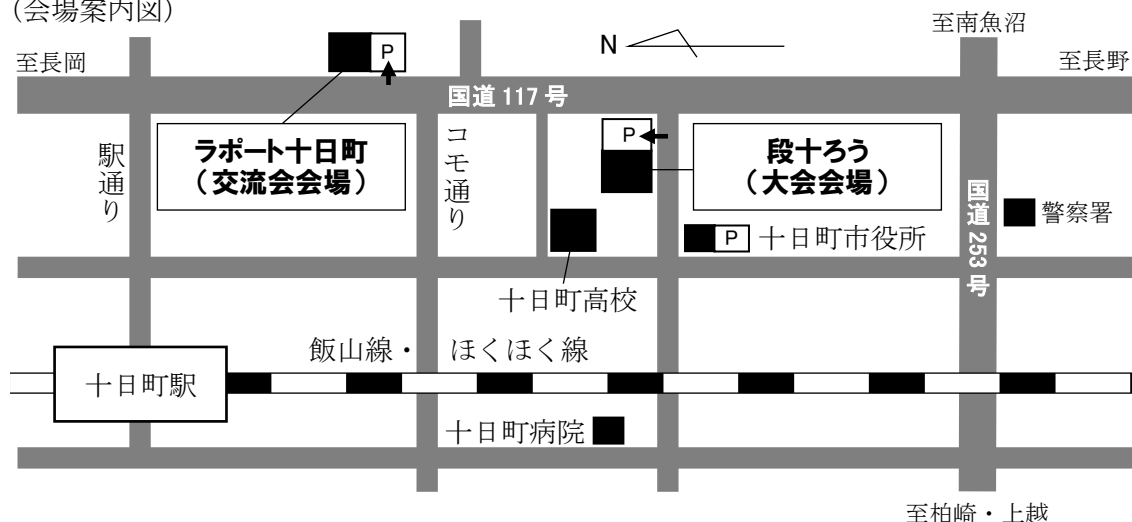 (会場案内図)
至南魚沼
至長岡
P
N
至長野
国道117号
駅通り
ラポート十日町
(交流会会場)
コモ通り
P
段十ろう
(大会会場)
国道253号
警察署
P
十日町市役所
十日町高校
飯山線・ほくほく線
十日町駅
十日町病院
至柏崎・上越